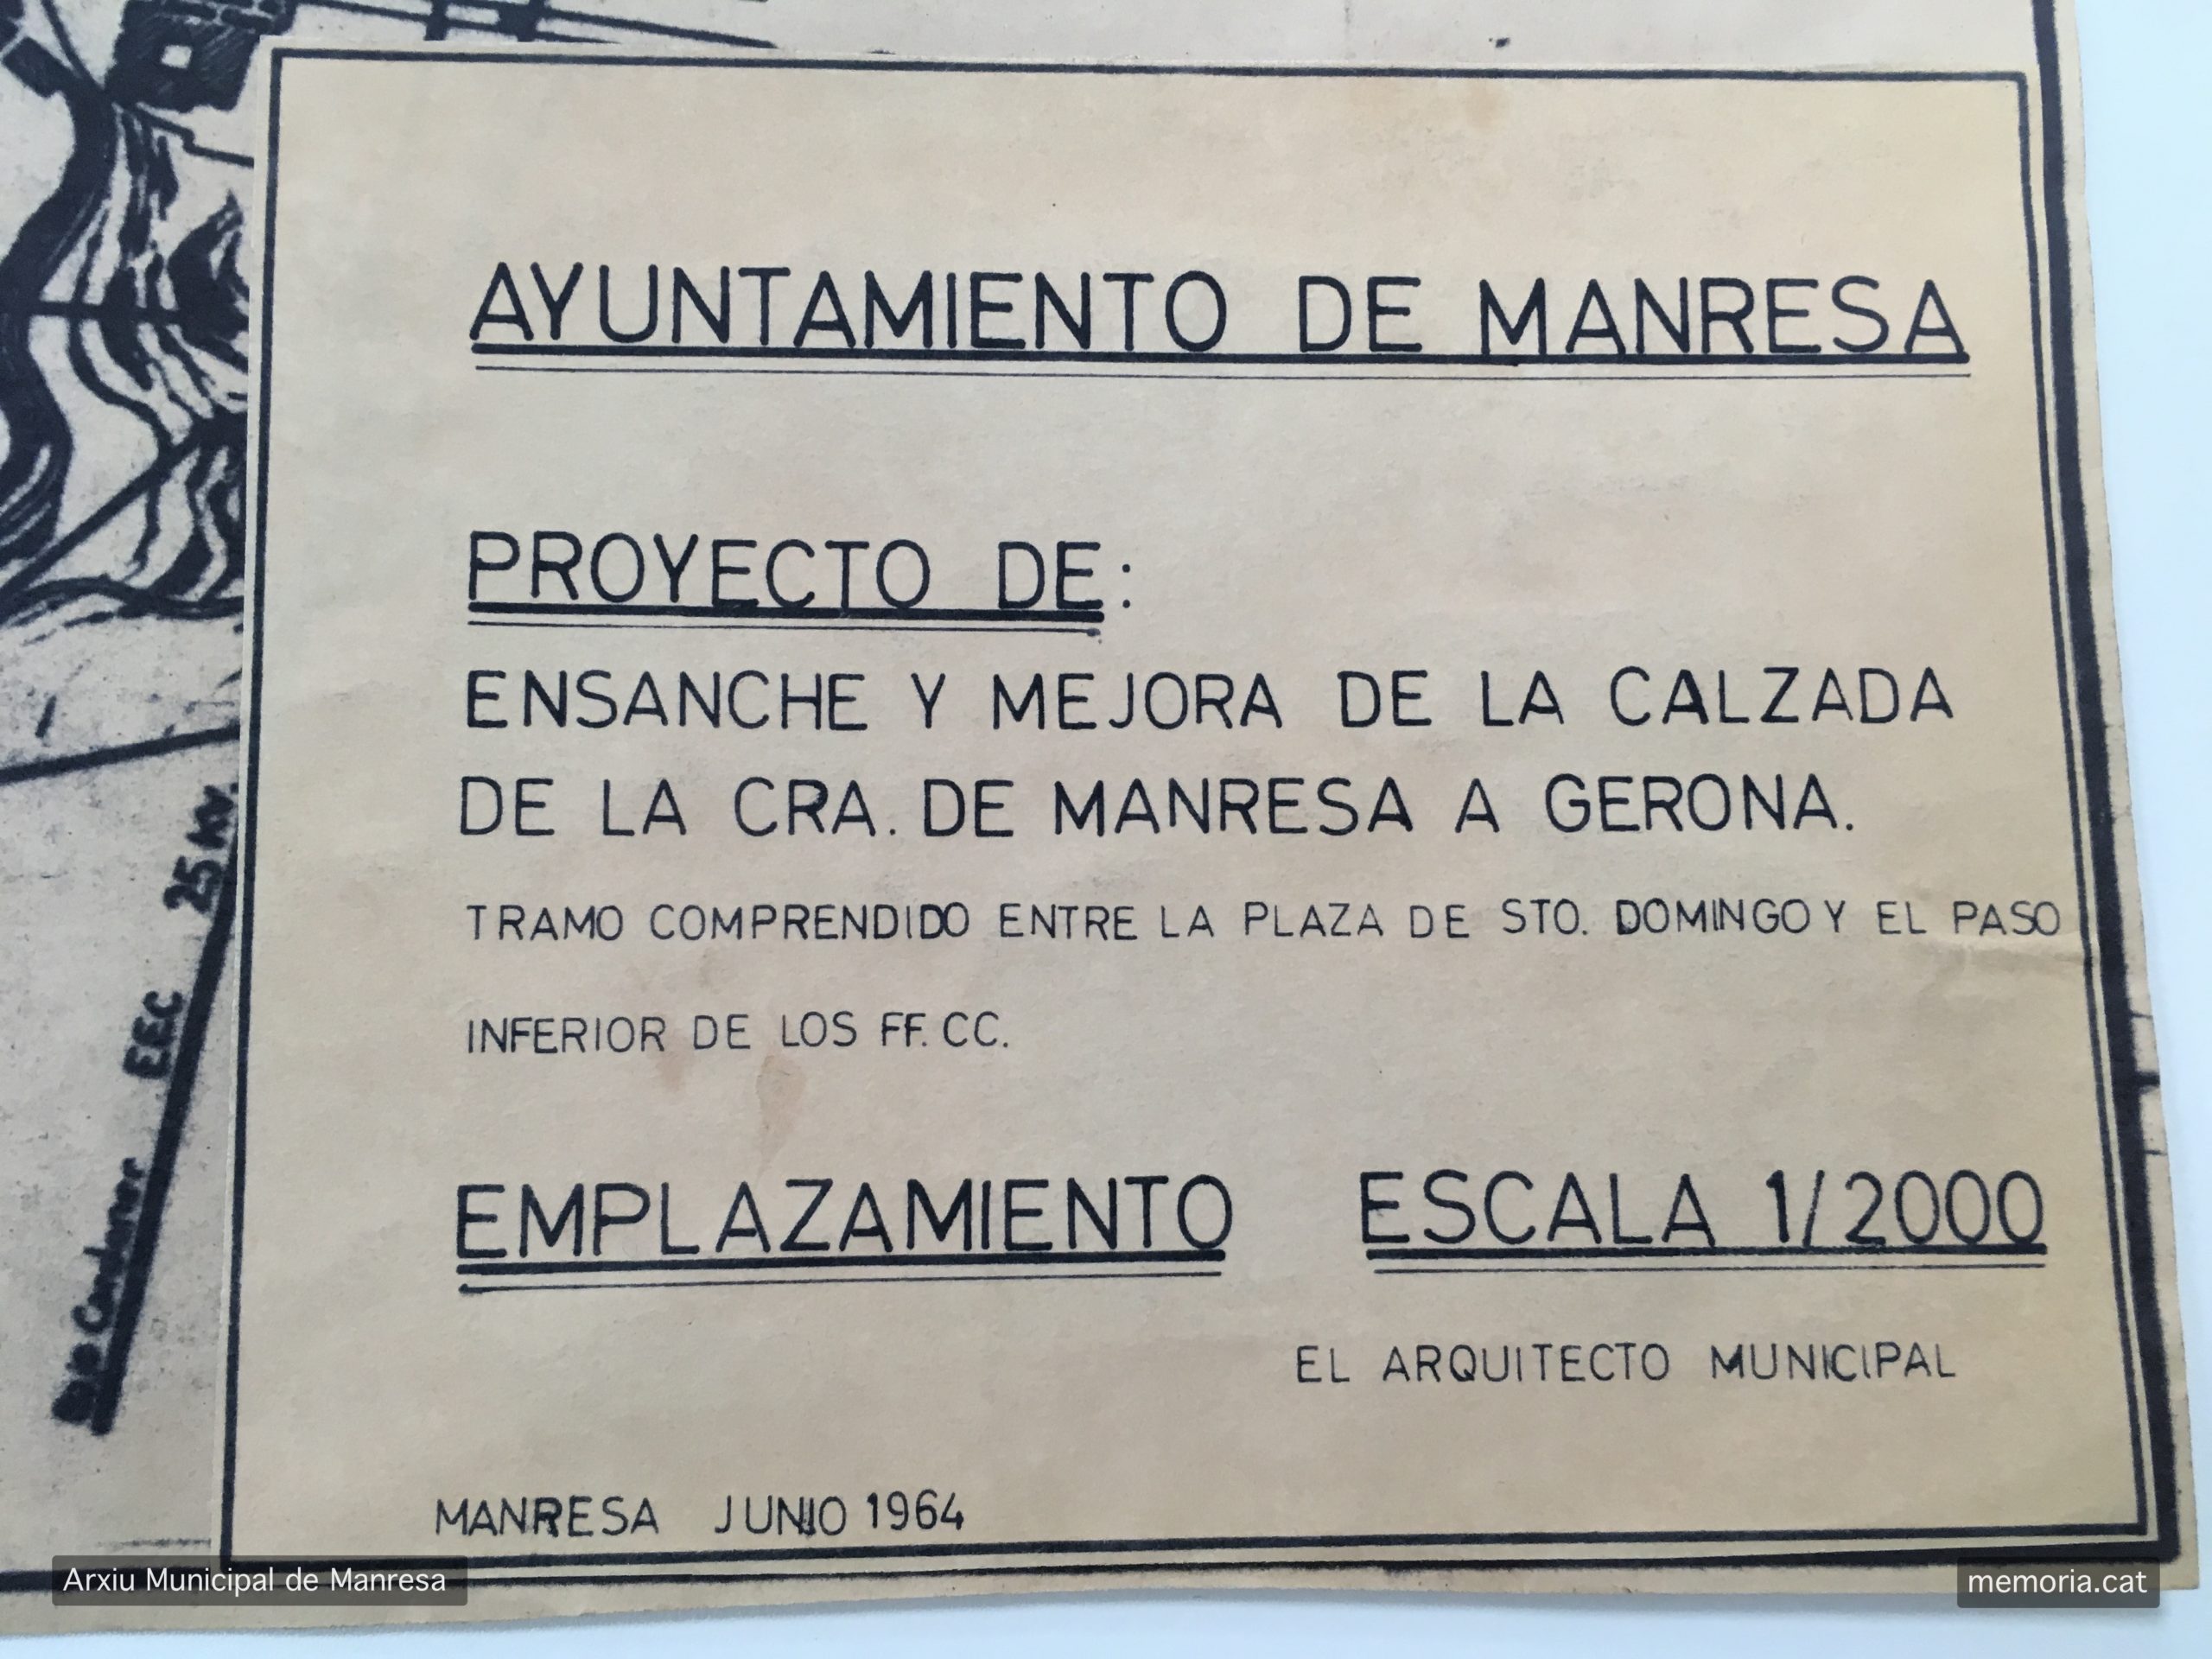 AYUNTAMIENTO DE MANRESA
PROYECTO DE:
ENSANCHE Y MEJORA DE LA CALZADA
DE LA CRA. DE MANRESA A GERONA.
TRAMO COMPRENDIDO ENTRE LA PLAZA DE STO. DOMINGO Y EL PASO
INFERIOR DE LOS FF. CC.
EMPLAZAMIENTO ESCALA 1/2000
EL ARQUITECTO MUNICIPAL
MANRESA JUNIO 1964
Rio Cardener EEC 25 Kv.
Arxiu Municipal de Manresa
memoria.cat